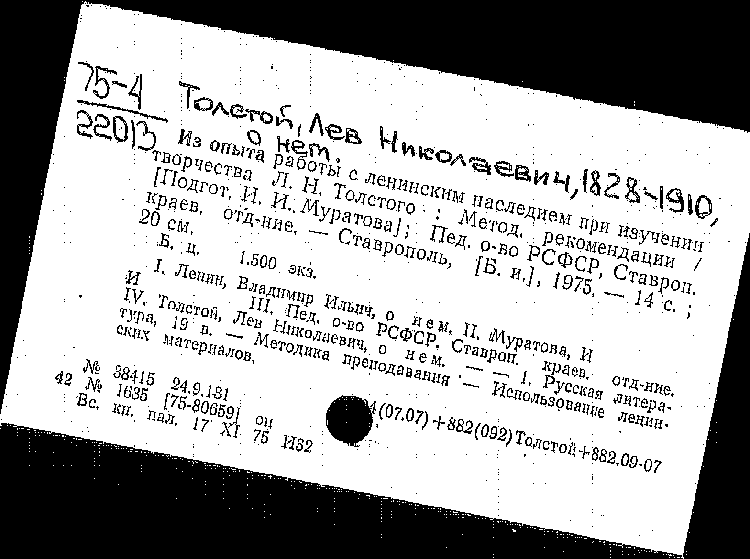 75-4
22013
Толстой, Лев Николаевич, 1828-1910,
о нем.
Из опыта работы с ленинским наследием при изучении
творчества Л. Н. Толстого : Метод. рекомендации /
[Подгот. И. И. Муратова]; Пед. о-во РСФСР, Ставроп.
краев. отд-ние. — Ставрополь, [Б. и.], 1975. — 14 с. ;
20 см.
Б. ц. 1.500 экз.
I. Ленин, Владимир Ильич, о нем. II. Муратова, И
И III. Пед. о-во РСФСР. Ставроп. краев. отд-ние.
IV. Толстой, Лев Николаевич, о нем. — — 1. Русская литера-
тура, 19 в. — Методика преподавания — Использование ленин-
ских материалов.
№ 38415 24.9.131
42 № 1635 [75-80659] оп
Вс. кн. пал. 17 XI 75 И32
(07.07)+882(092)Толстой+882.09-07